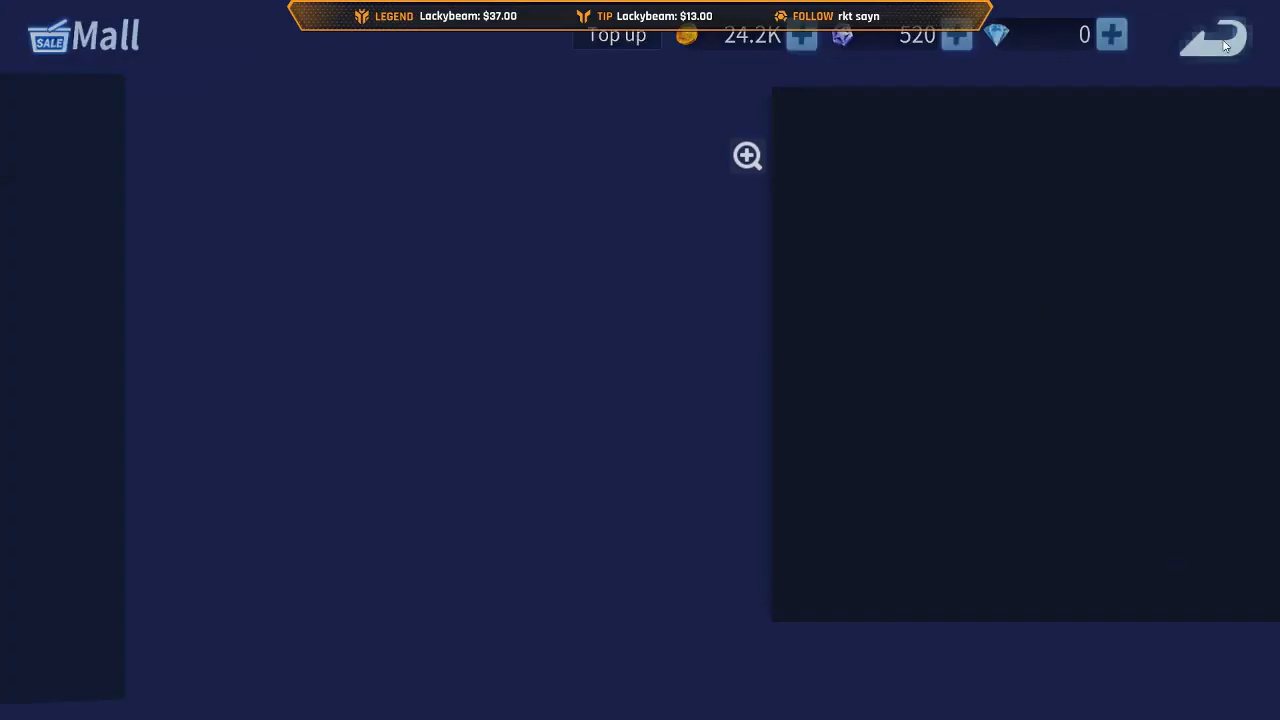 LEGEND Lackybeam: $37.00 TIP Lackybeam: $13.00 FOLLOW rkt sayn
SALE Mall Top up 24.2K 520 0